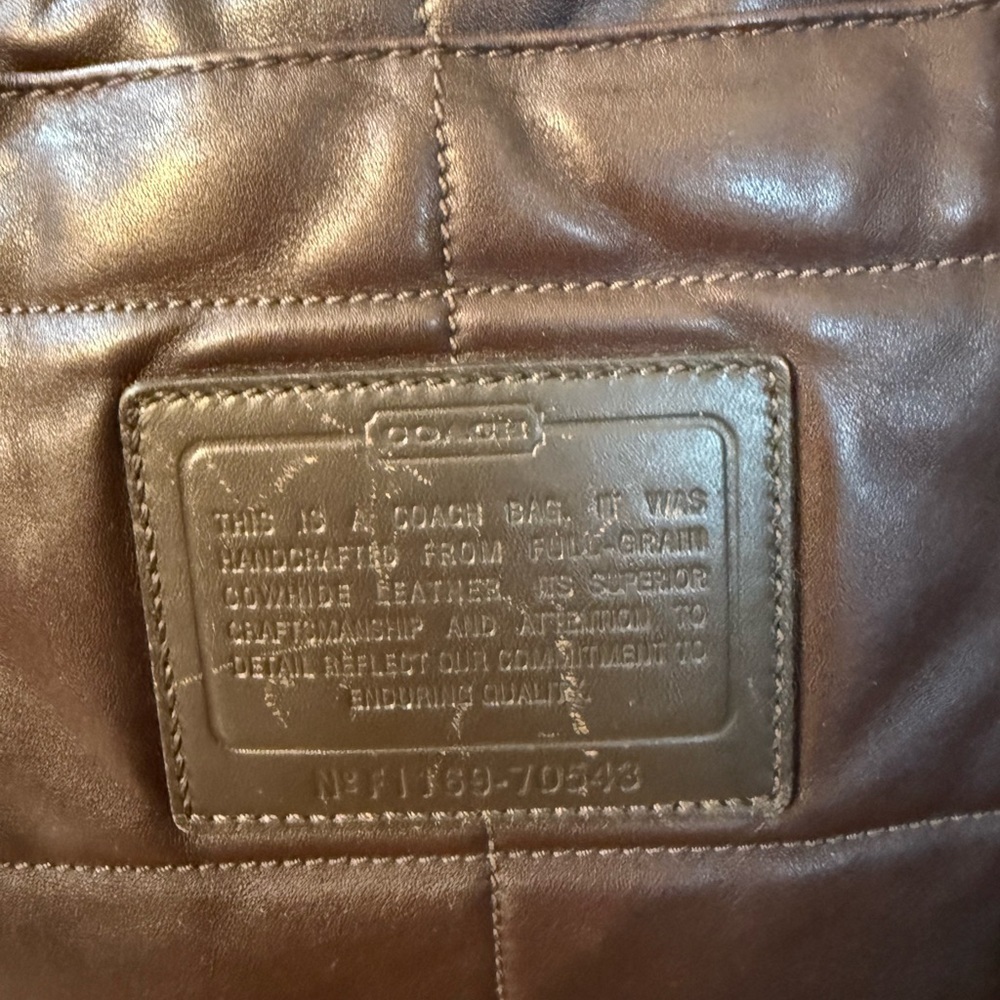 COACH
THIS IS A COACH BAG. IT WAS
HANDCRAFTED FROM FULL-GRAIN
COWHIDE LEATHER. ITS SUPERIOR
CRAFTSMANSHIP AND ATTENTION TO
DETAIL REFLECT OUR COMMITMENT TO
ENDURING QUALITY.
Nº F1169-70543